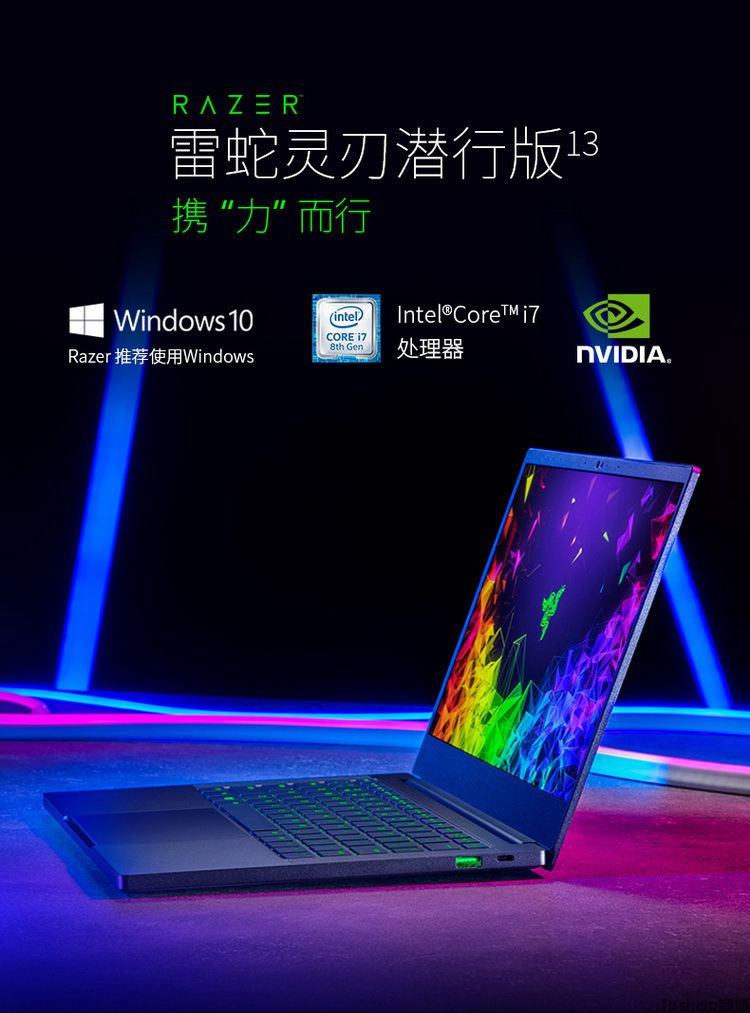 RAZER™
雷蛇灵刃潜行版13
携“力”而行
Windows10
Razer 推荐使用Windows
intel
CORE i7
8th Gen
Intel®Core™ i7
处理器
NVIDIA®